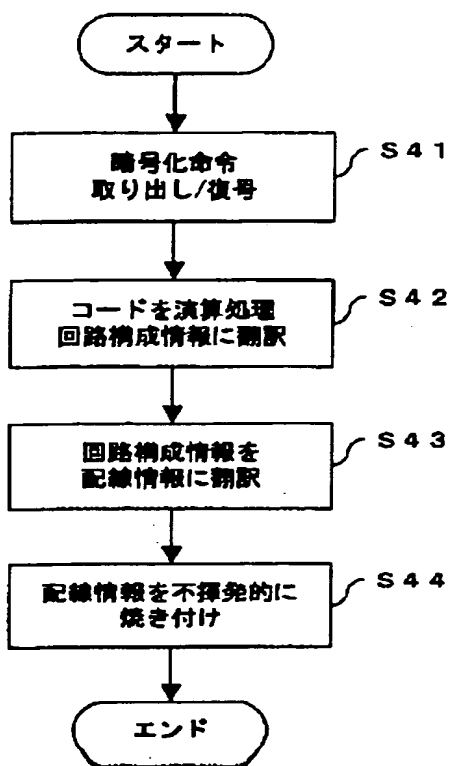 スタート
暗号化命令
取り出し/復号
S41
コードを演算処理
回路構成情報に翻訳
S42
回路構成情報を
配線情報に翻訳
S43
配線情報を不揮発的に
焼き付け
S44
エンド